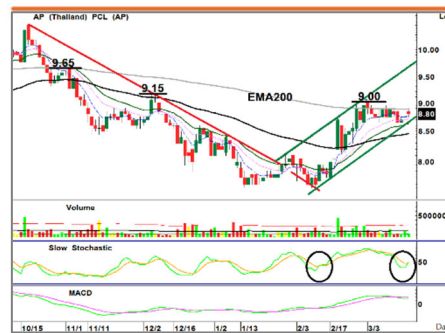 AP (Thailand) PCL (AP)
10.00
9.65
9.50
9.15
9.00
EMA200
9.00
8.80
8.50
8.00
Volume
500000
Slow Stochastic
50
MACD
0
10/15 11/1 11/11 12/2 12/16 1/2 1/13 2/3 2/17 3/3